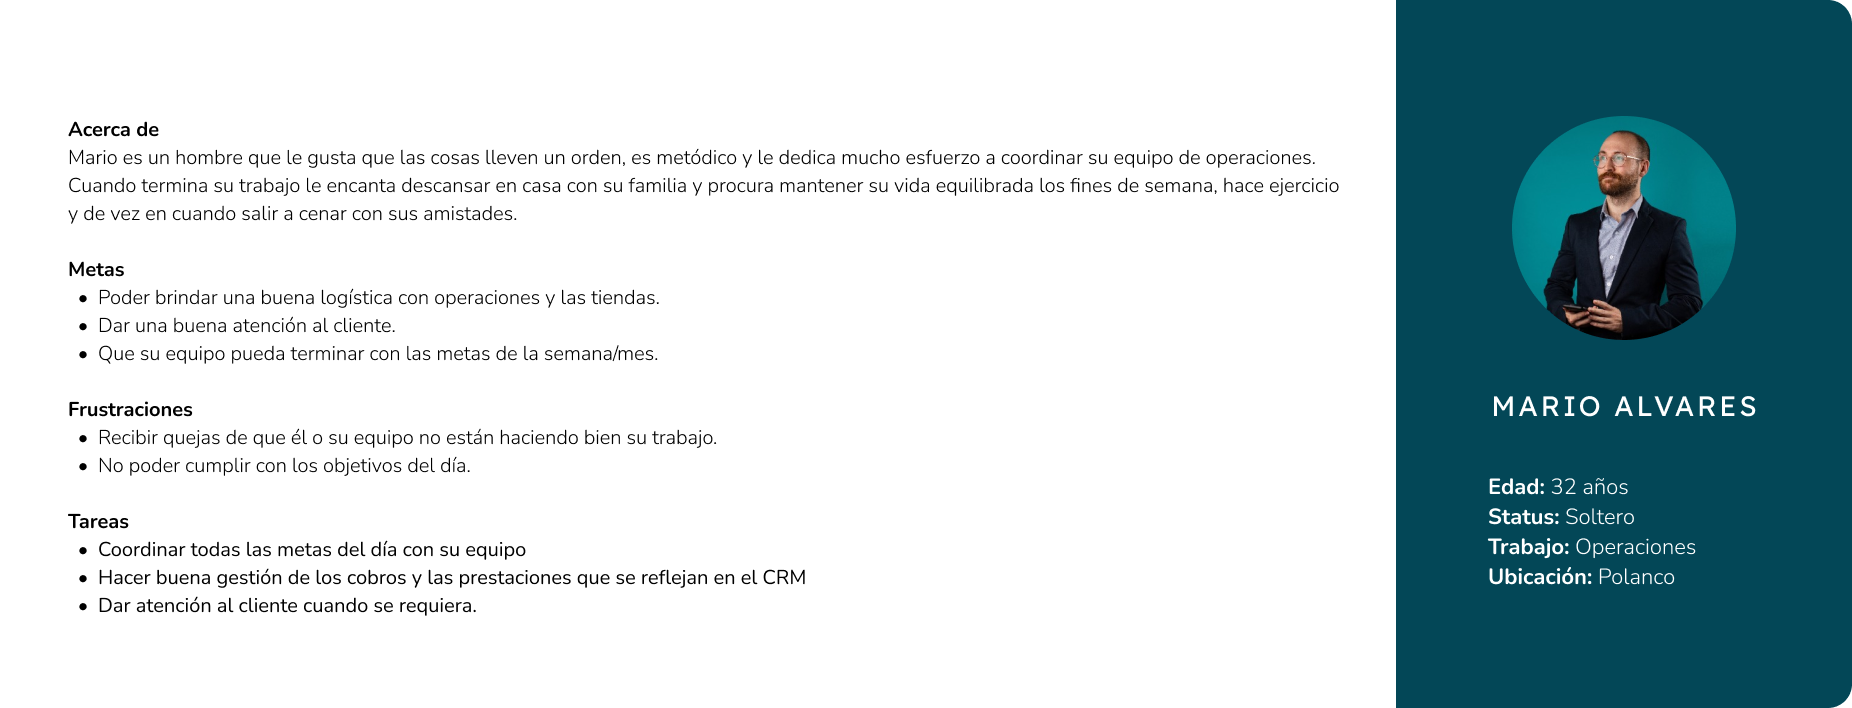 Acerca de
Mario es un hombre que le gusta que las cosas lleven un orden, es metódico y le dedica mucho esfuerzo a coordinar su equipo de operaciones.
Cuando termina su trabajo le encanta descansar en casa con su familia y procura mantener su vida equilibrada los fines de semana, hace ejercicio
y de vez en cuando salir a cenar con sus amistades.
Metas
• Poder brindar una buena logística con operaciones y las tiendas.
• Dar una buena atención al cliente.
• Que su equipo pueda terminar con las metas de la semana/mes.
Frustraciones
• Recibir quejas de que él o su equipo no están haciendo bien su trabajo.
• No poder cumplir con los objetivos del día.
Tareas
• Coordinar todas las metas del día con su equipo
• Hacer buena gestión de los cobros y las prestaciones que se reflejan en el CRM
• Dar atención al cliente cuando se requiera.
MARIO ALVARES
Edad: 32 años
Status: Soltero
Trabajo: Operaciones
Ubicación: Polanco